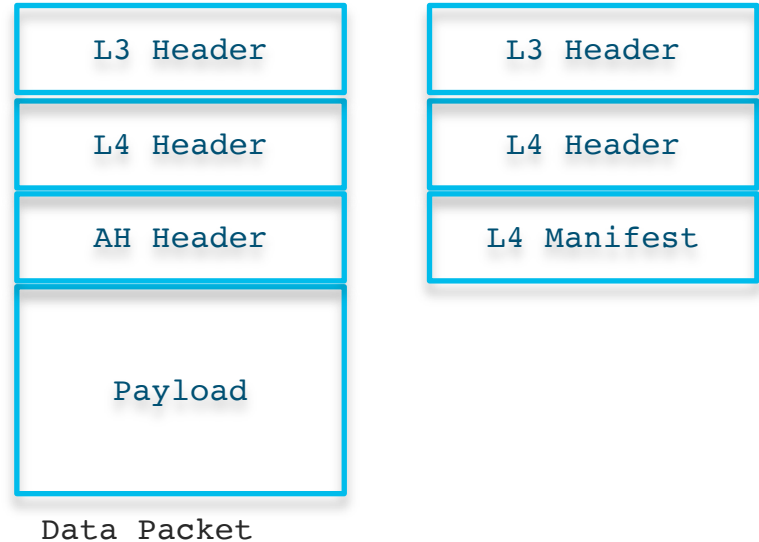 L3 Header
L4 Header
AH Header
Payload
Data Packet
L3 Header
L4 Header
L4 Manifest